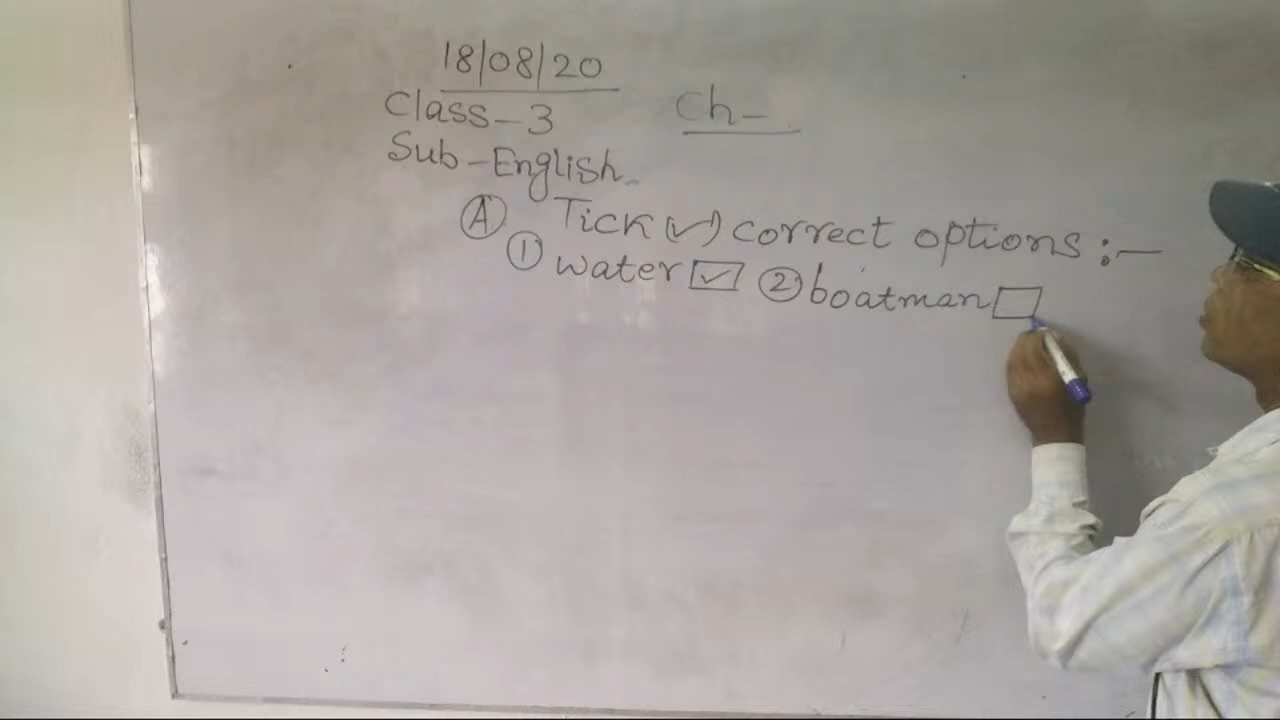 18/08/20
Class-3 Ch-
Sub-English-
Ⓐ Tick (✓) correct options :-
① water ☑ ② boatman ☐